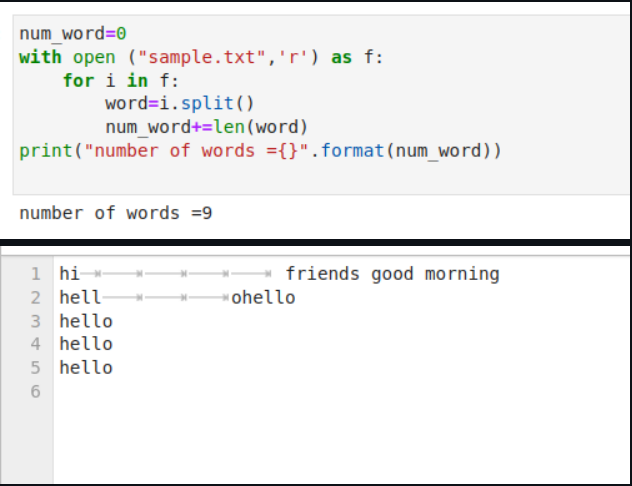 num_word=0
with open ("sample.txt",'r') as f:
    for i in f:
        word=i.split()
        num_word+=len(word)
print("number of words ={}".format(num_word))
number of words =9
1 hi					 friends good morning
2 hell			ohello
3 hello
4 hello
5 hello
6